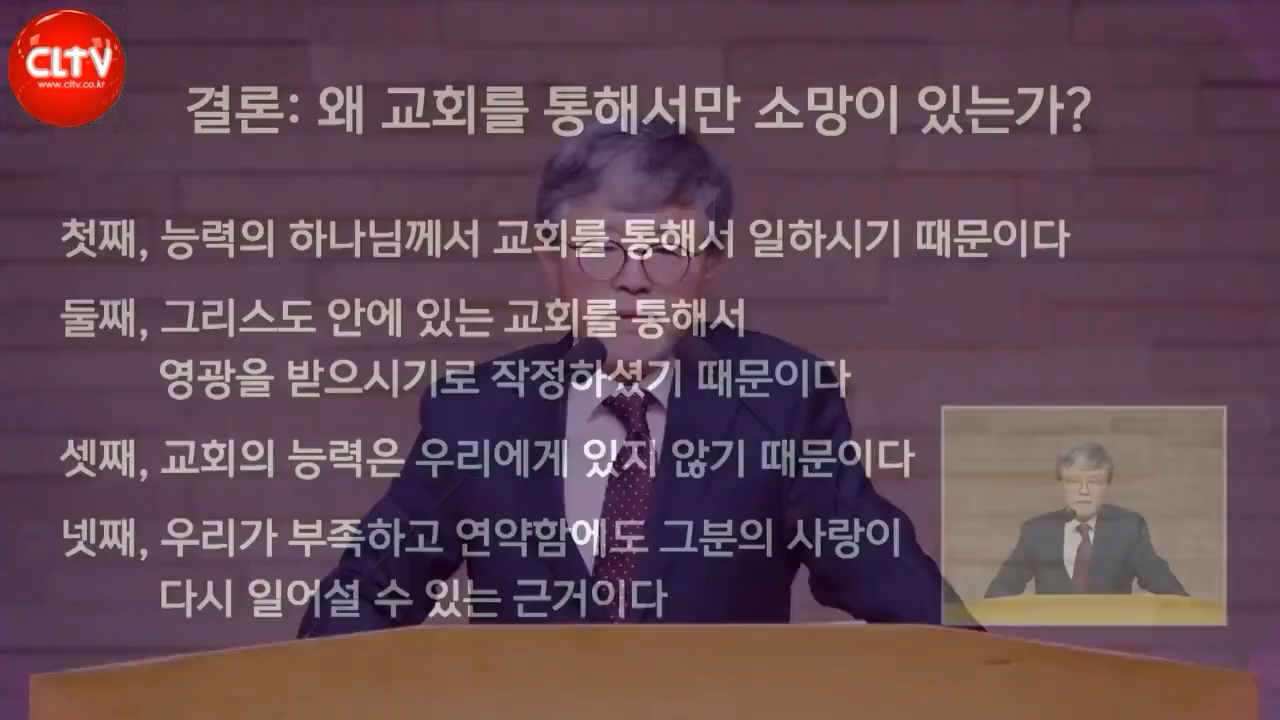 CLTV
www.cltv.co.kr
결론: 왜 교회를 통해서만 소망이 있는가?
첫째, 능력의 하나님께서 교회를 통해서 일하시기 때문이다
둘째, 그리스도 안에 있는 교회를 통해서
영광을 받으시기로 작정하셨기 때문이다
셋째, 교회의 능력은 우리에게 있지 않기 때문이다
넷째, 우리가 부족하고 연약함에도 그분의 사랑이
다시 일어설 수 있는 근거이다